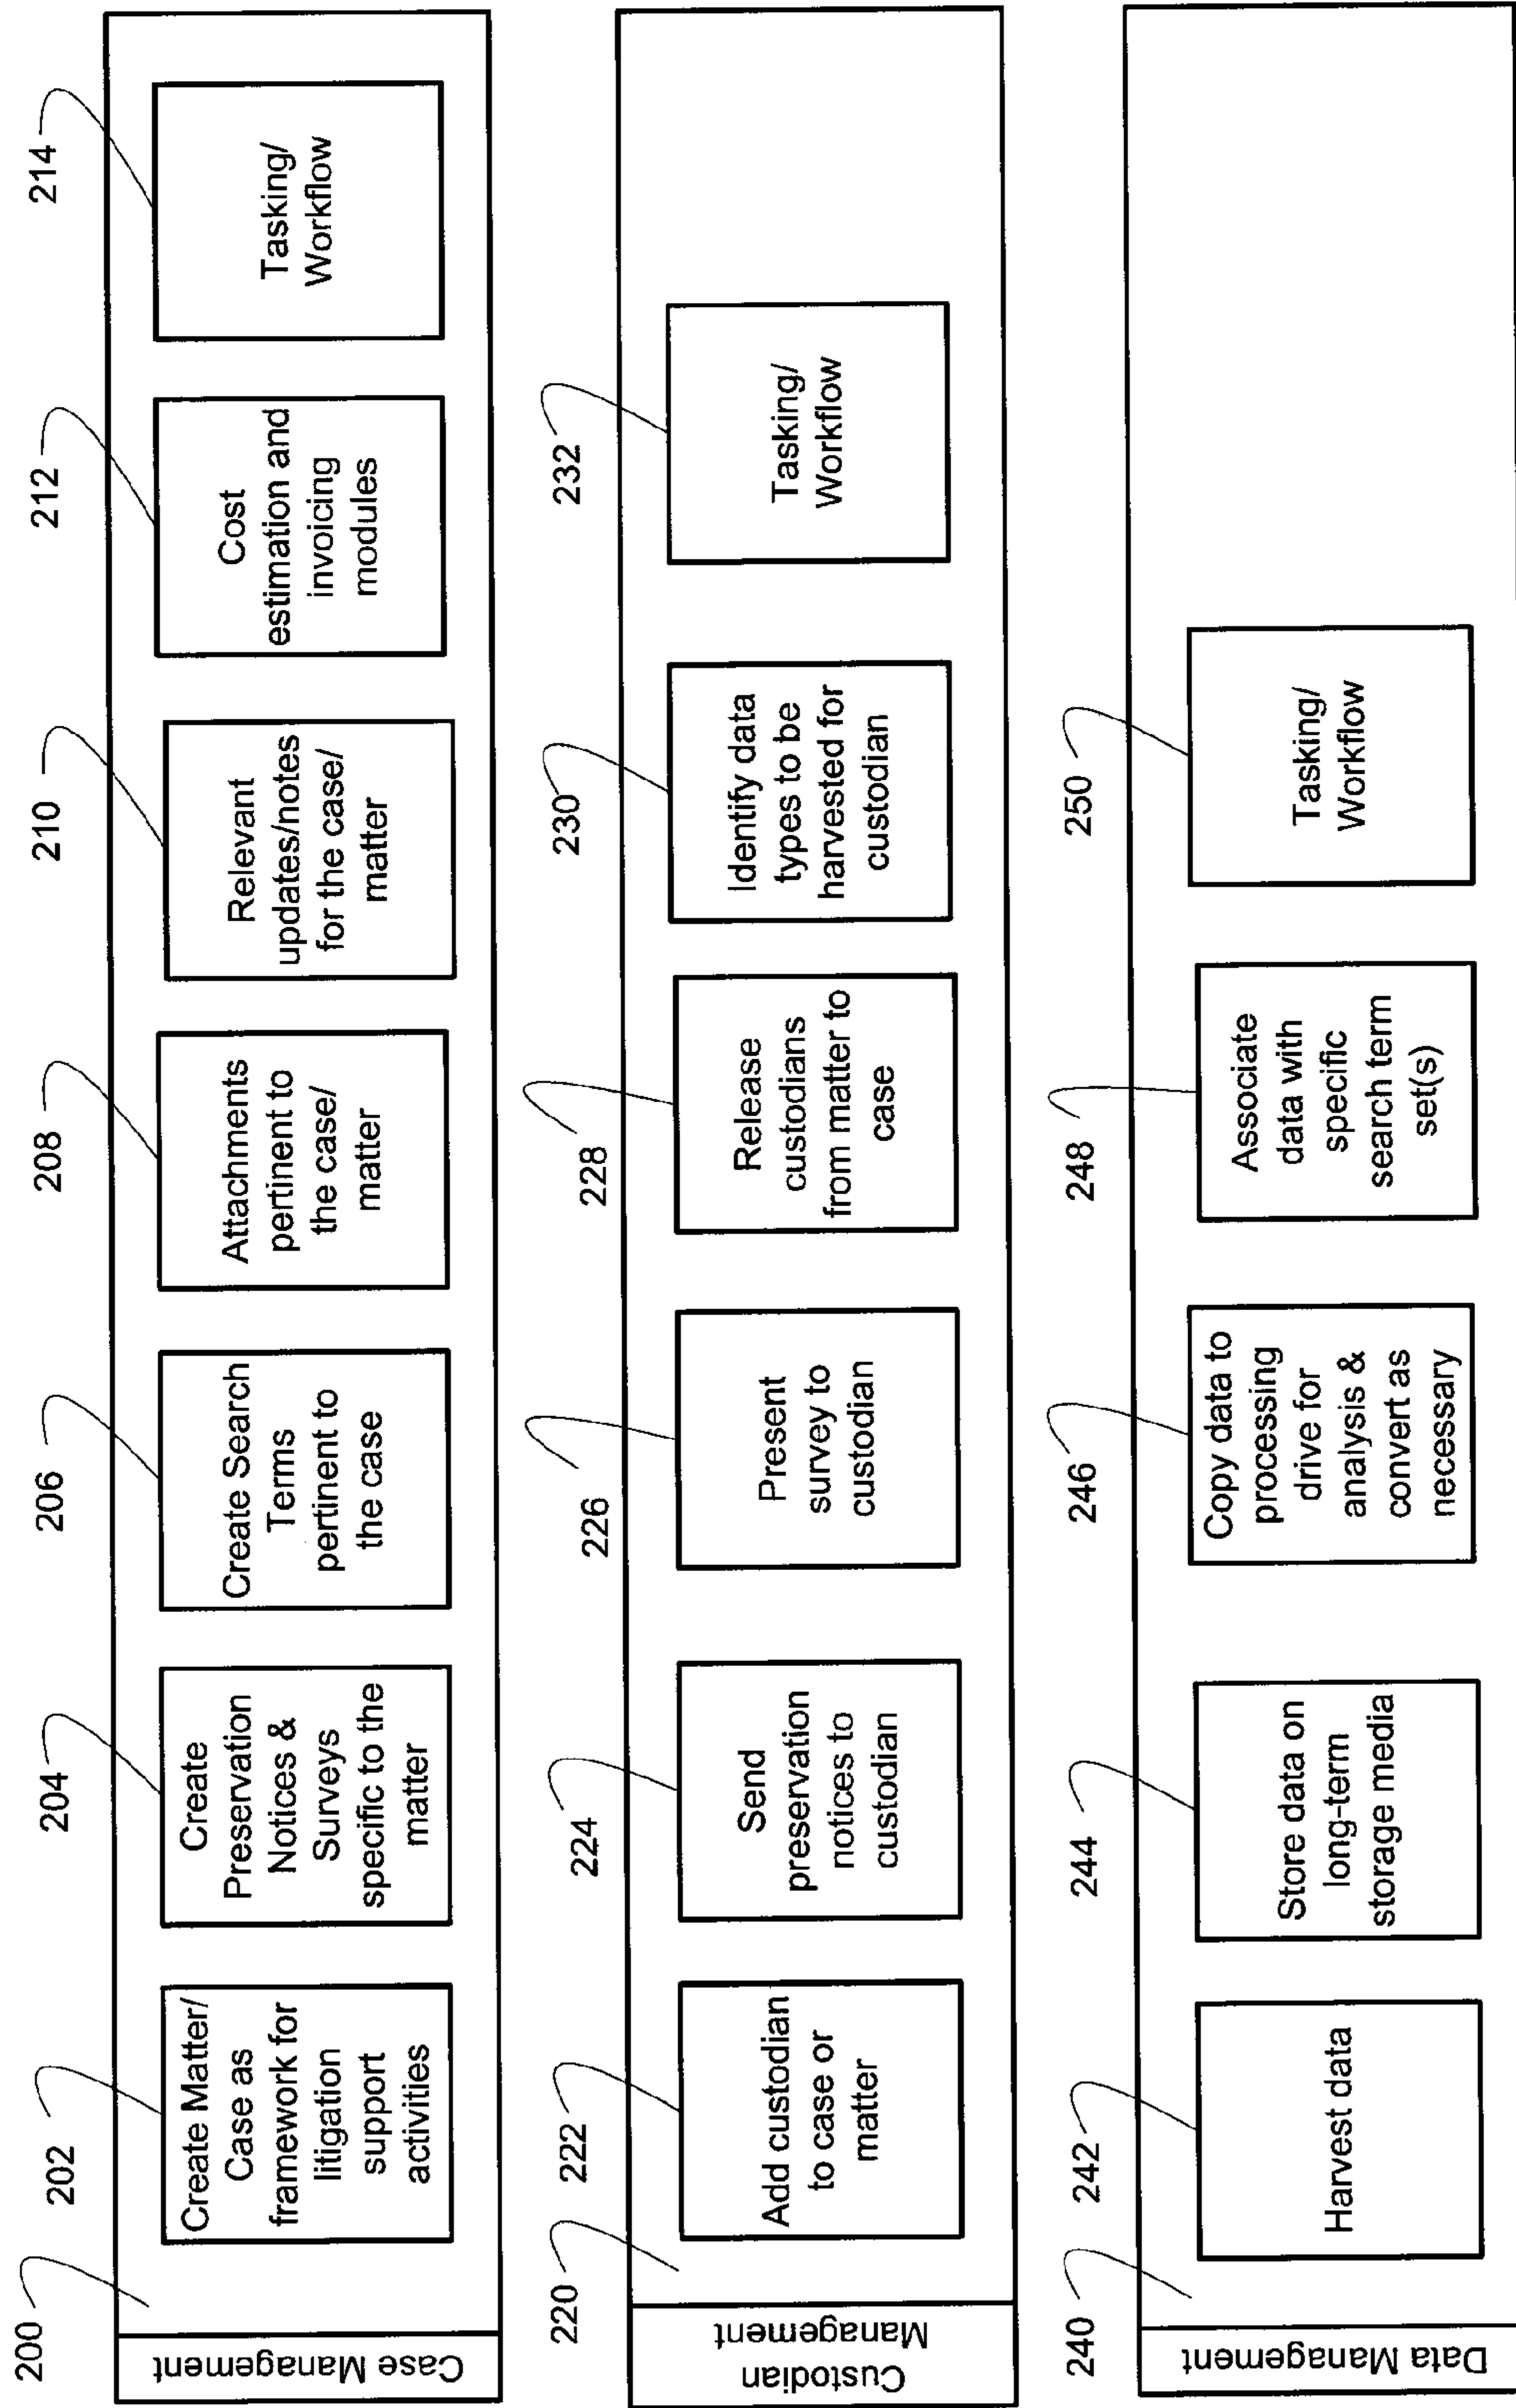 200
Case Management
202
Create Matter/
Case as
framework for
litigation
support
activities
204
Create
Preservation
Notices &
Surveys
specific to the
matter
206
Create Search
Terms
pertinent to
the case
208
Attachments
pertinent to
the case/
matter
210
Relevant
updates/notes
for the case/
matter
212
Cost
estimation and
invoicing
modules
214
Tasking/
Workflow
220
Custodian
Management
222
Add custodian
to case or
matter
224
Send
preservation
notices to
custodian
226
Present
survey to
custodian
228
Release
custodians
from matter to
case
230
Identify data
types to be
harvested for
custodian
232
Tasking/
Workflow
240
Data Management
242
Harvest data
244
Store data on
long-term
storage media
246
Copy data to
processing
drive for
analysis &
convert as
necessary
248
Associate
data with
specific
search term
set(s)
250
Tasking/
Workflow